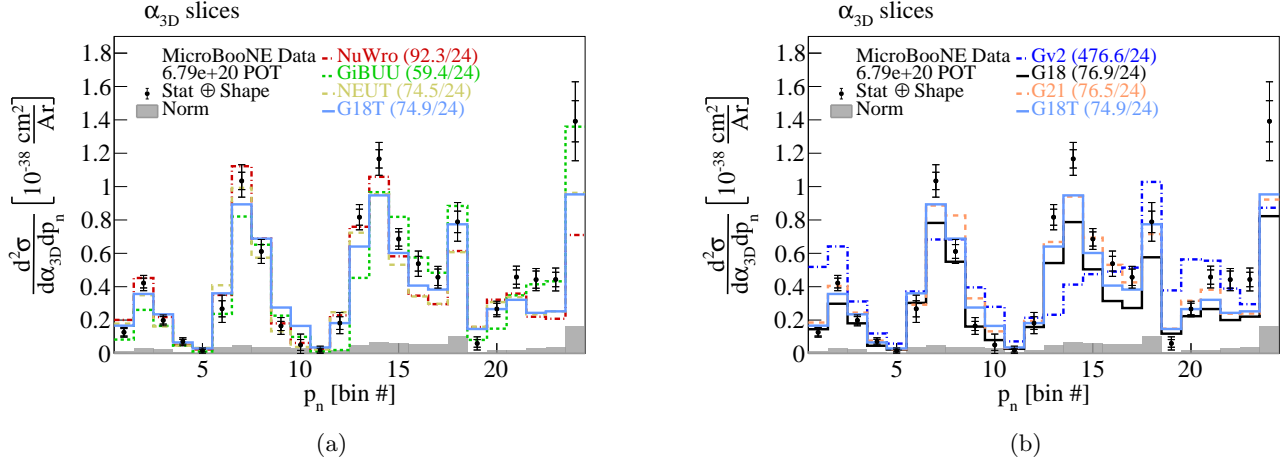 α3D slices
MicroBooNE Data
6.79e+20 POT
Stat ⊕ Shape
Norm
NuWro (92.3/24)
GiBUU (59.4/24)
NEUT (74.5/24)
G18T (74.9/24)
d²σ/dα3Ddpn [10⁻³⁸ cm²/Ar]
1.8
1.6
1.4
1.2
1
0.8
0.6
0.4
0.2
0
5 10 15 20
pn [bin #]
(a)
α3D slices
MicroBooNE Data
6.79e+20 POT
Stat ⊕ Shape
Norm
Gv2 (476.6/24)
G18 (76.9/24)
G21 (76.5/24)
G18T (74.9/24)
d²σ/dα3Ddpn [10⁻³⁸ cm²/Ar]
1.8
1.6
1.4
1.2
1
0.8
0.6
0.4
0.2
0
5 10 15 20
pn [bin #]
(b)